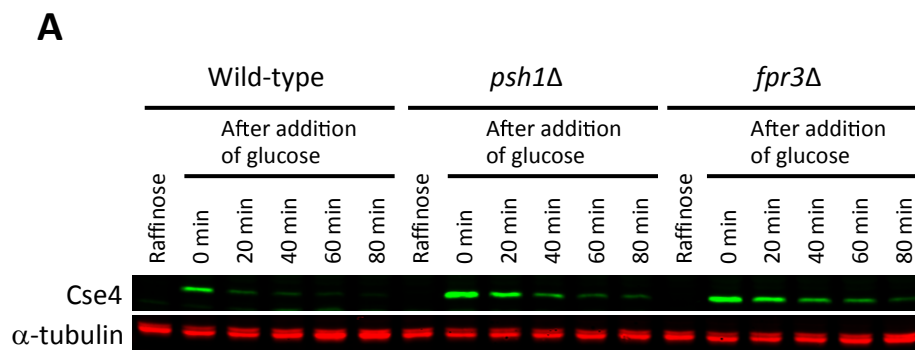 A
Wild-type psh1Δ fpr3Δ
After addition of glucose After addition of glucose After addition of glucose
Raffinose 0 min 20 min 40 min 60 min 80 min Raffinose 0 min 20 min 40 min 60 min 80 min Raffinose 0 min 20 min 40 min 60 min 80 min
Cse4
α-tubulin